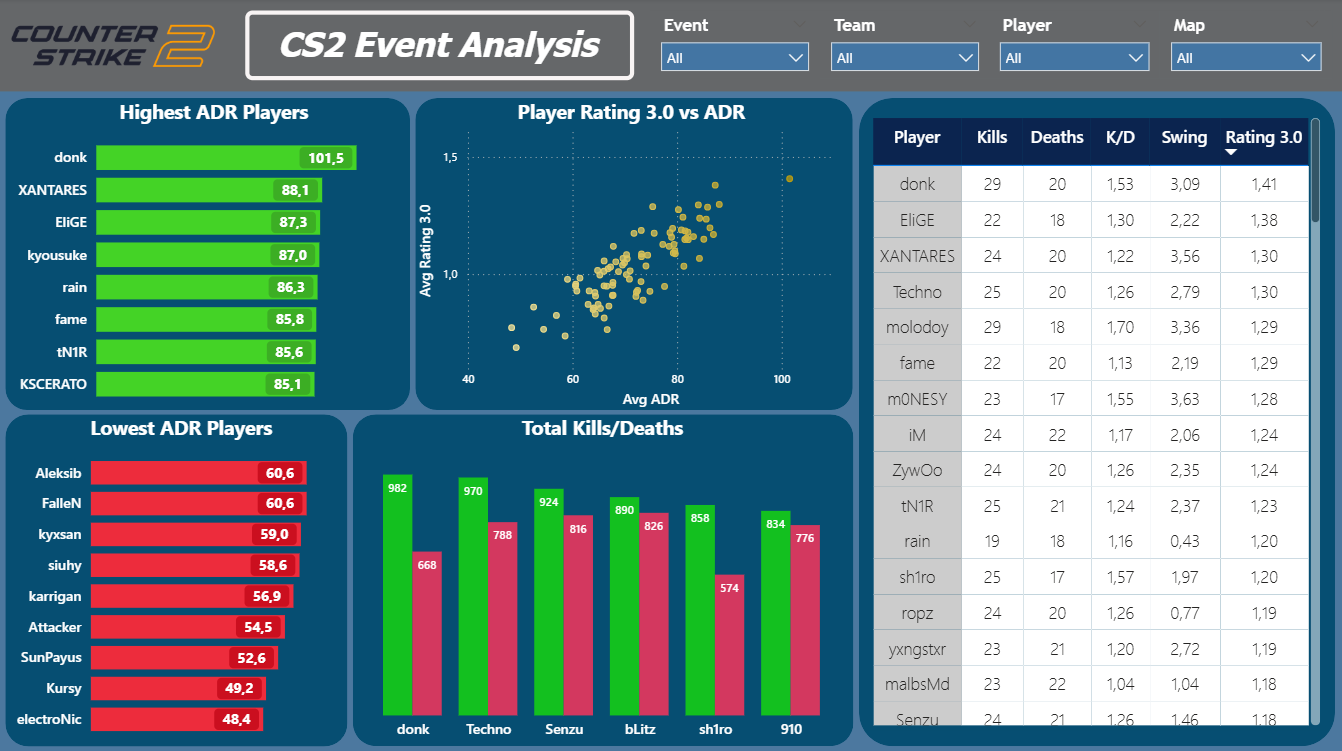 COUNTER
STRIKE 2
CS2 Event Analysis
Event
All
Team
All
Player
All
Map
All
Highest ADR Players
donk 101,5
XANTARES 88,1
EliGE 87,3
kyousuke 87,0
rain 86,3
fame 85,8
tN1R 85,6
KSCERATO 85,1
Player Rating 3.0 vs ADR
Avg Rating 3.0
1,5
1,0
40 60 80 100
Avg ADR
Lowest ADR Players
Aleksib 60,6
FalleN 60,6
kyxsan 59,0
siuhy 58,6
karrigan 56,9
Attacker 54,5
SunPayus 52,6
Kursy 49,2
electroNic 48,4
Total Kills/Deaths
982 668 970 788 924 816 890 826 858 574 834 776
donk Techno Senzu bLitz sh1ro 910
Player Kills Deaths K/D Swing Rating 3.0
donk 29 20 1,53 3,09 1,41
EliGE 22 18 1,30 2,22 1,38
XANTARES 24 20 1,22 3,56 1,30
Techno 25 20 1,26 2,79 1,30
molodoy 29 18 1,70 3,36 1,29
fame 22 20 1,13 2,19 1,29
m0NESY 23 17 1,55 3,63 1,28
iM 24 22 1,17 2,06 1,24
ZywOo 24 20 1,26 2,35 1,24
tN1R 25 21 1,24 2,37 1,23
rain 19 18 1,16 0,43 1,20
sh1ro 25 17 1,57 1,97 1,20
ropz 24 20 1,26 0,77 1,19
yxngstxr 23 21 1,20 2,72 1,19
malbsMd 23 22 1,04 1,04 1,18
Senzu 24 21 1,26 1,46 1,18